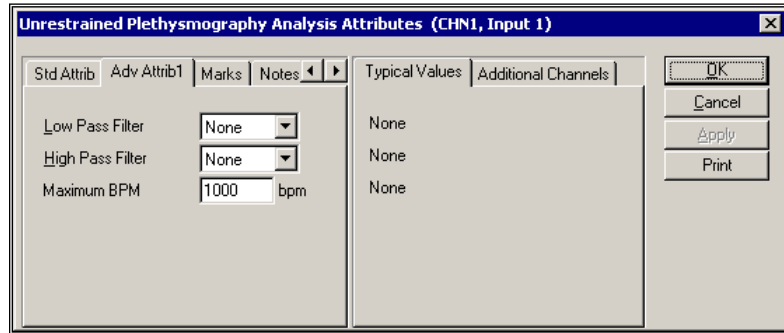 Unrestrained Plethysmography Analysis Attributes (CHN1, Input 1)
Std Attrib Adv Attrib1 Marks Notes
Typical Values Additional Channels
OK
Cancel
Apply
Print
Low Pass Filter None None
High Pass Filter None None
Maximum BPM 1000 bpm None